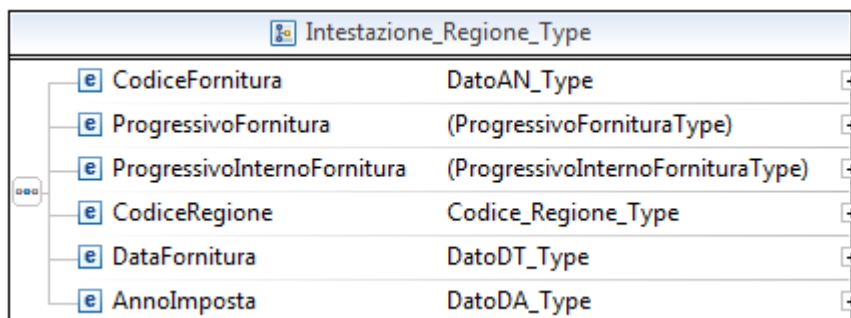 Intestazione_Regione_Type
e CodiceFornitura DatoAN_Type
e ProgressivoFornitura (ProgressivoFornituraType)
e ProgressivoInternoFornitura (ProgressivoInternoFornituraType)
e CodiceRegione Codice_Regione_Type
e DataFornitura DatoDT_Type
e AnnoImposta DatoDA_Type